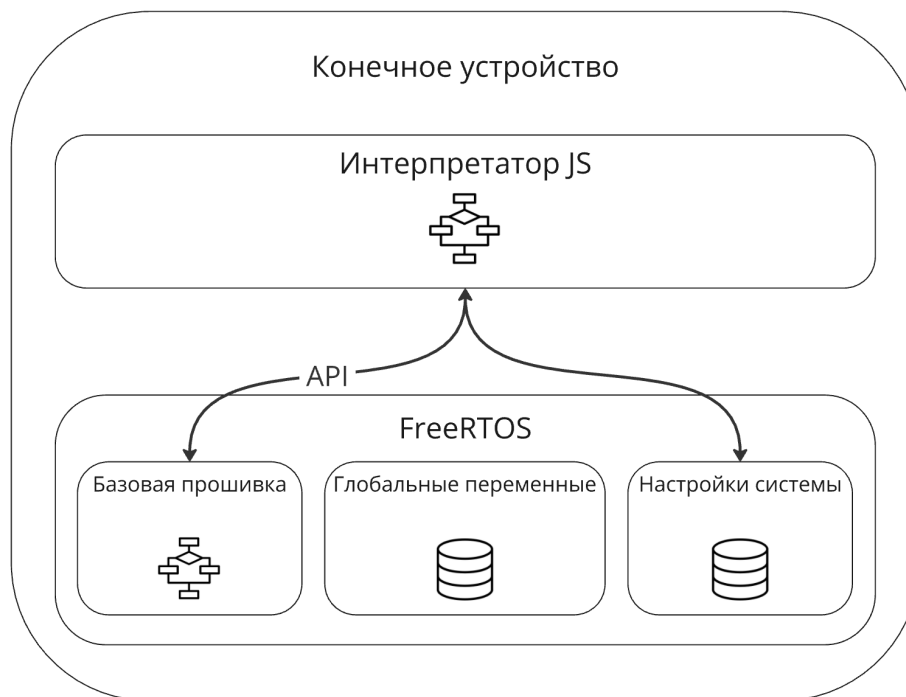 Конечное устройство
Интерпретатор JS
API
FreeRTOS
Базовая прошивка
Глобальные переменные
Настройки системы